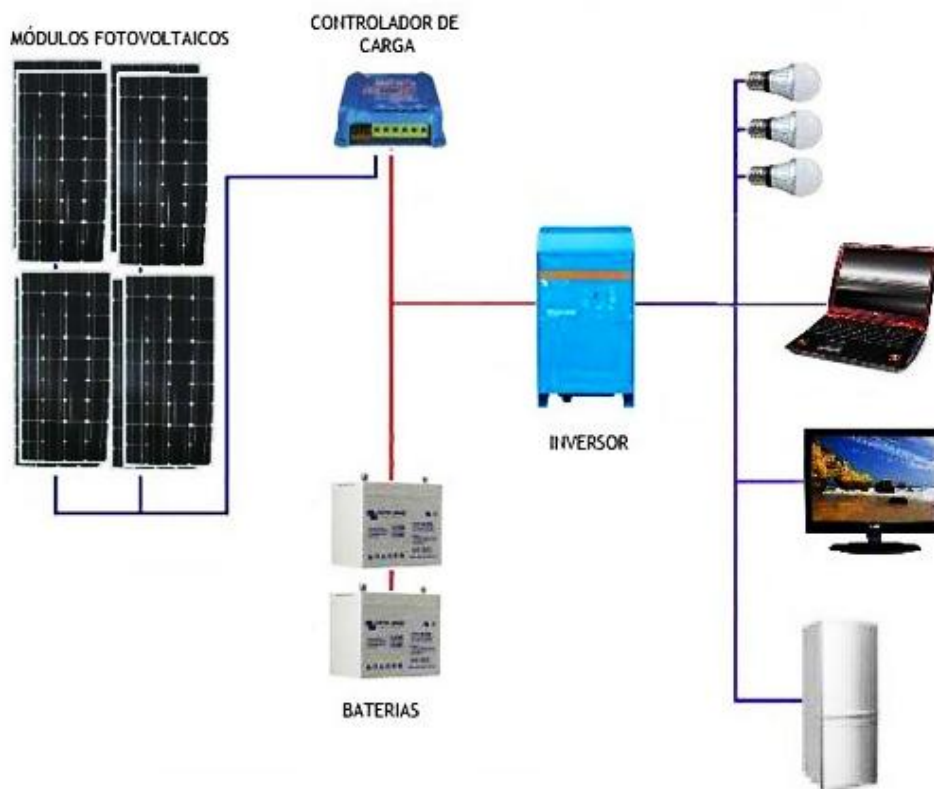 MÓDULOS FOTOVOLTAICOS
CONTROLADOR DE
CARGA
INVERSOR
BATERIAS